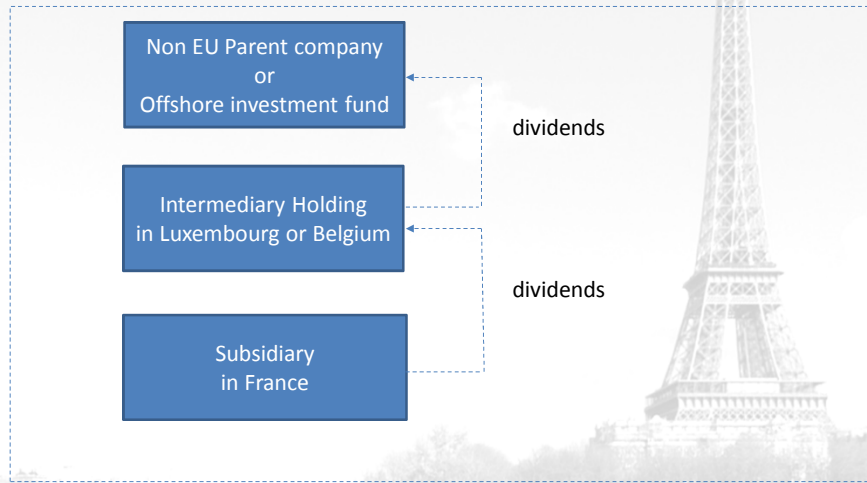 Non EU Parent company
or
Offshore investment fund
dividends
Intermediary Holding
in Luxembourg or Belgium
dividends
Subsidiary
in France